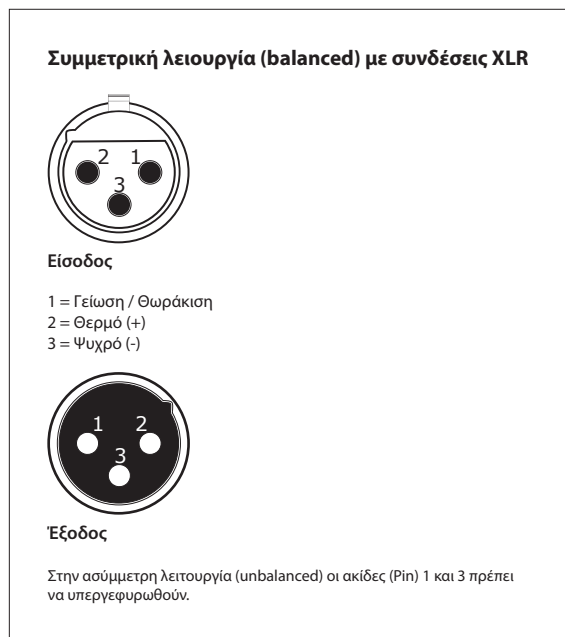 Συμμετρική λειουργία (balanced) με συνδέσεις XLR
2 1
3
Είσοδος
1 = Γείωση / Θωράκιση
2 = Θερμό (+)
3 = Ψυχρό (-)
1 2
3
Έξοδος
Στην ασύμμετρη λειτουργία (unbalanced) οι ακίδες (Pin) 1 και 3 πρέπει
να υπεργεφυρωθούν.